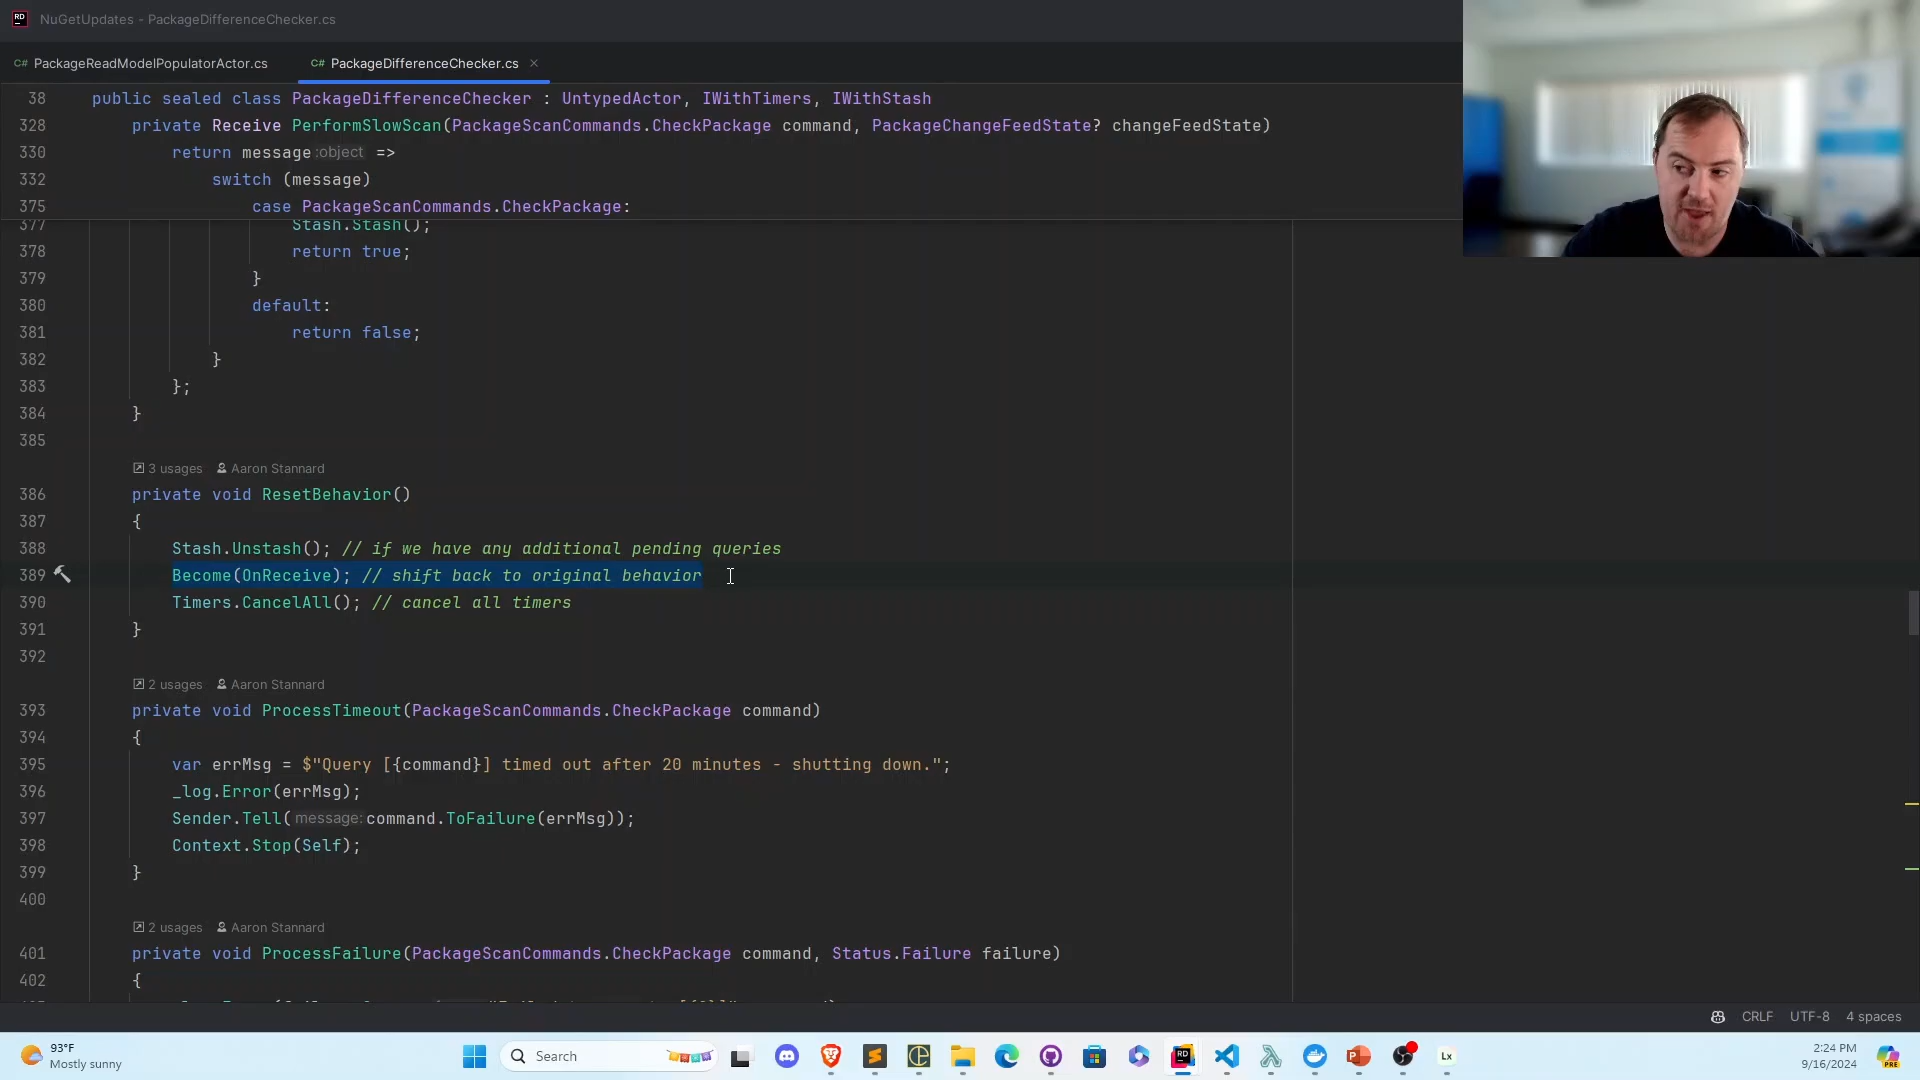 RD NuGetUpdates - PackageDifferenceChecker.cs
C# PackageReadModelPopulatorActor.cs C# PackageDifferenceChecker.cs ×
38 public sealed class PackageDifferenceChecker : UntypedActor, IWithTimers, IWithStash
328 private Receive PerformSlowScan(PackageScanCommands.CheckPackage command, PackageChangeFeedState? changeFeedState)
330 return message :object =>
332 switch (message)
375 case PackageScanCommands.CheckPackage:
377 Stash.Stash();
378 return true;
379 }
380 default:
381 return false;
382 }
383 };
384 }
385
3 usages Aaron Stannard
386 private void ResetBehavior()
387 {
388 Stash.Unstash(); // if we have any additional pending queries
389 Become(OnReceive); // shift back to original behavior
390 Timers.CancelAll(); // cancel all timers
391 }
392
2 usages Aaron Stannard
393 private void ProcessTimeout(PackageScanCommands.CheckPackage command)
394 {
395 var errMsg = $"Query [{command}] timed out after 20 minutes - shutting down.";
396 _log.Error(errMsg);
397 Sender.Tell( message: command.ToFailure(errMsg));
398 Context.Stop(Self);
399 }
400
2 usages Aaron Stannard
401 private void ProcessFailure(PackageScanCommands.CheckPackage command, Status.Failure failure)
402 {
CRLF UTF-8 4 spaces
93°F
Mostly sunny
Search
RD
P
Lx
PRE
2:24 PM
9/16/2024